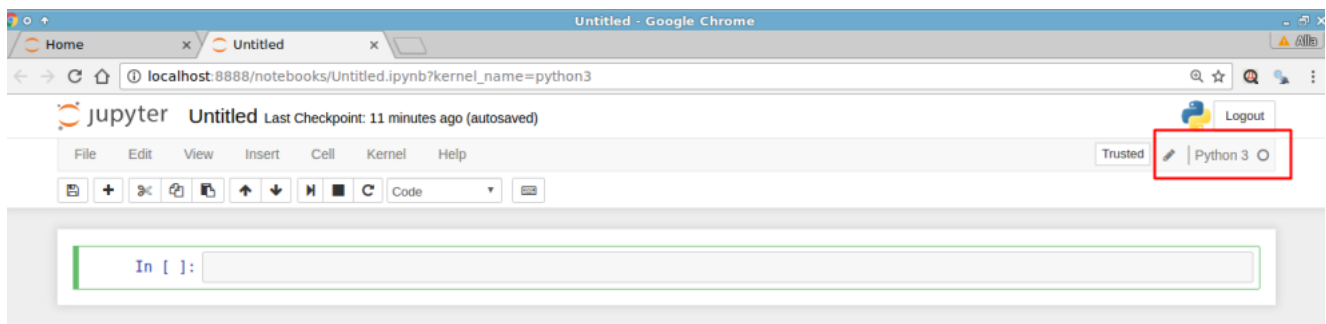 Untitled - Google Chrome
Home Untitled Alla
localhost:8888/notebooks/Untitled.ipynb?kernel_name=python3
jupyter Untitled Last Checkpoint: 11 minutes ago (autosaved) Logout
File Edit View Insert Cell Kernel Help Trusted Python 3
Code
In [ ]: